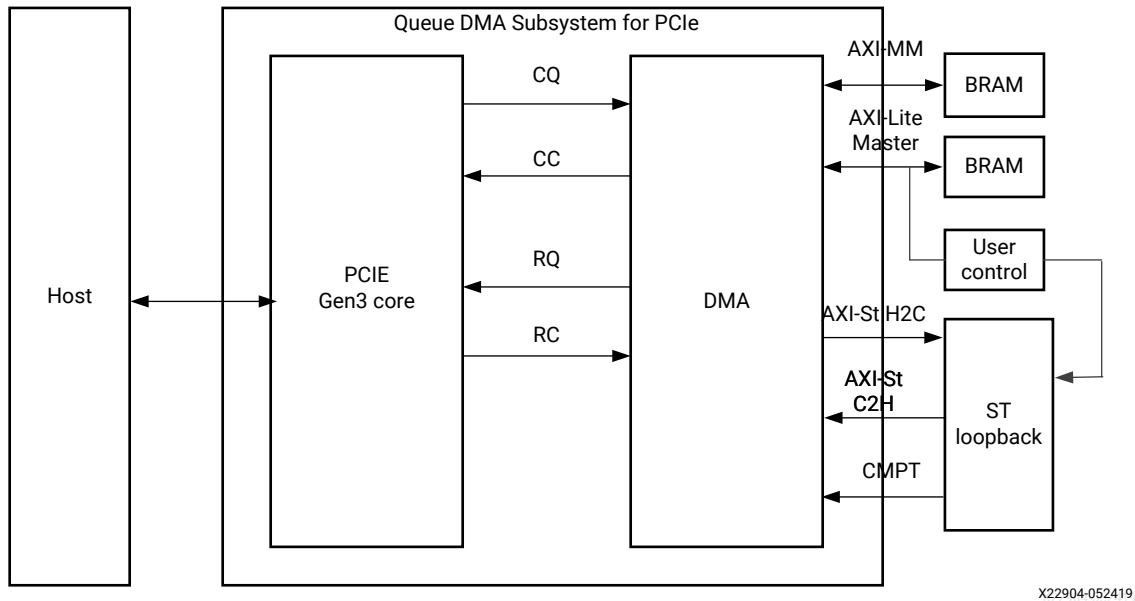 Queue DMA Subsystem for PCIe
Host
PCIE
Gen3 core
CQ
CC
RQ
RC
DMA
AXI-MM
AXI-Lite
Master
AXI-St H2C
AXI-St
C2H
CMPT
BRAM
BRAM
User
control
ST
loopback
X22904-052419